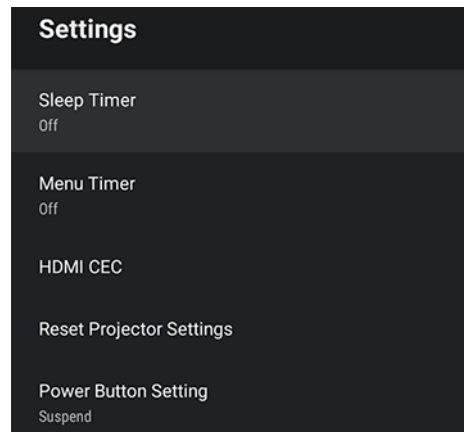 Settings
Sleep Timer
Off
Menu Timer
Off
HDMI CEC
Reset Projector Settings
Power Button Setting
Suspend